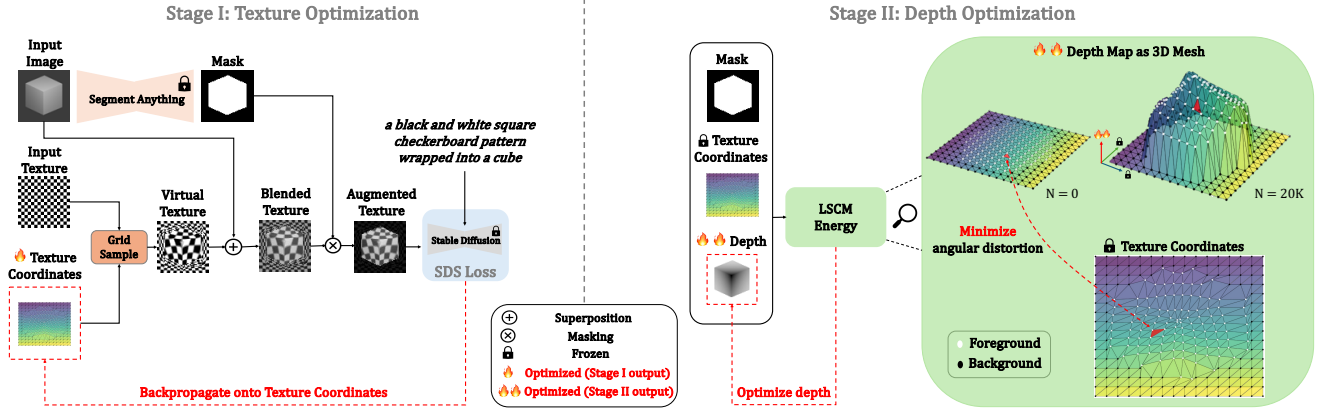 Stage I: Texture Optimization
Input
Image
Segment Anything
Mask
Input
Texture
a black and white square
checkerboard pattern
wrapped into a cube
Virtual
Texture
Blended
Texture
Augmented
Texture
Grid
Sample
Stable Diffusion
SDS Loss
Texture
Coordinates
Backpropagate onto Texture Coordinates
Superposition
Masking
Frozen
Optimized (Stage I output)
Optimized (Stage II output)
Stage II: Depth Optimization
Mask
Texture
Coordinates
Depth
Optimize depth
LSCM
Energy
Depth Map as 3D Mesh
N = 0
N = 20K
Minimize
angular distortion
Texture Coordinates
Foreground
Background